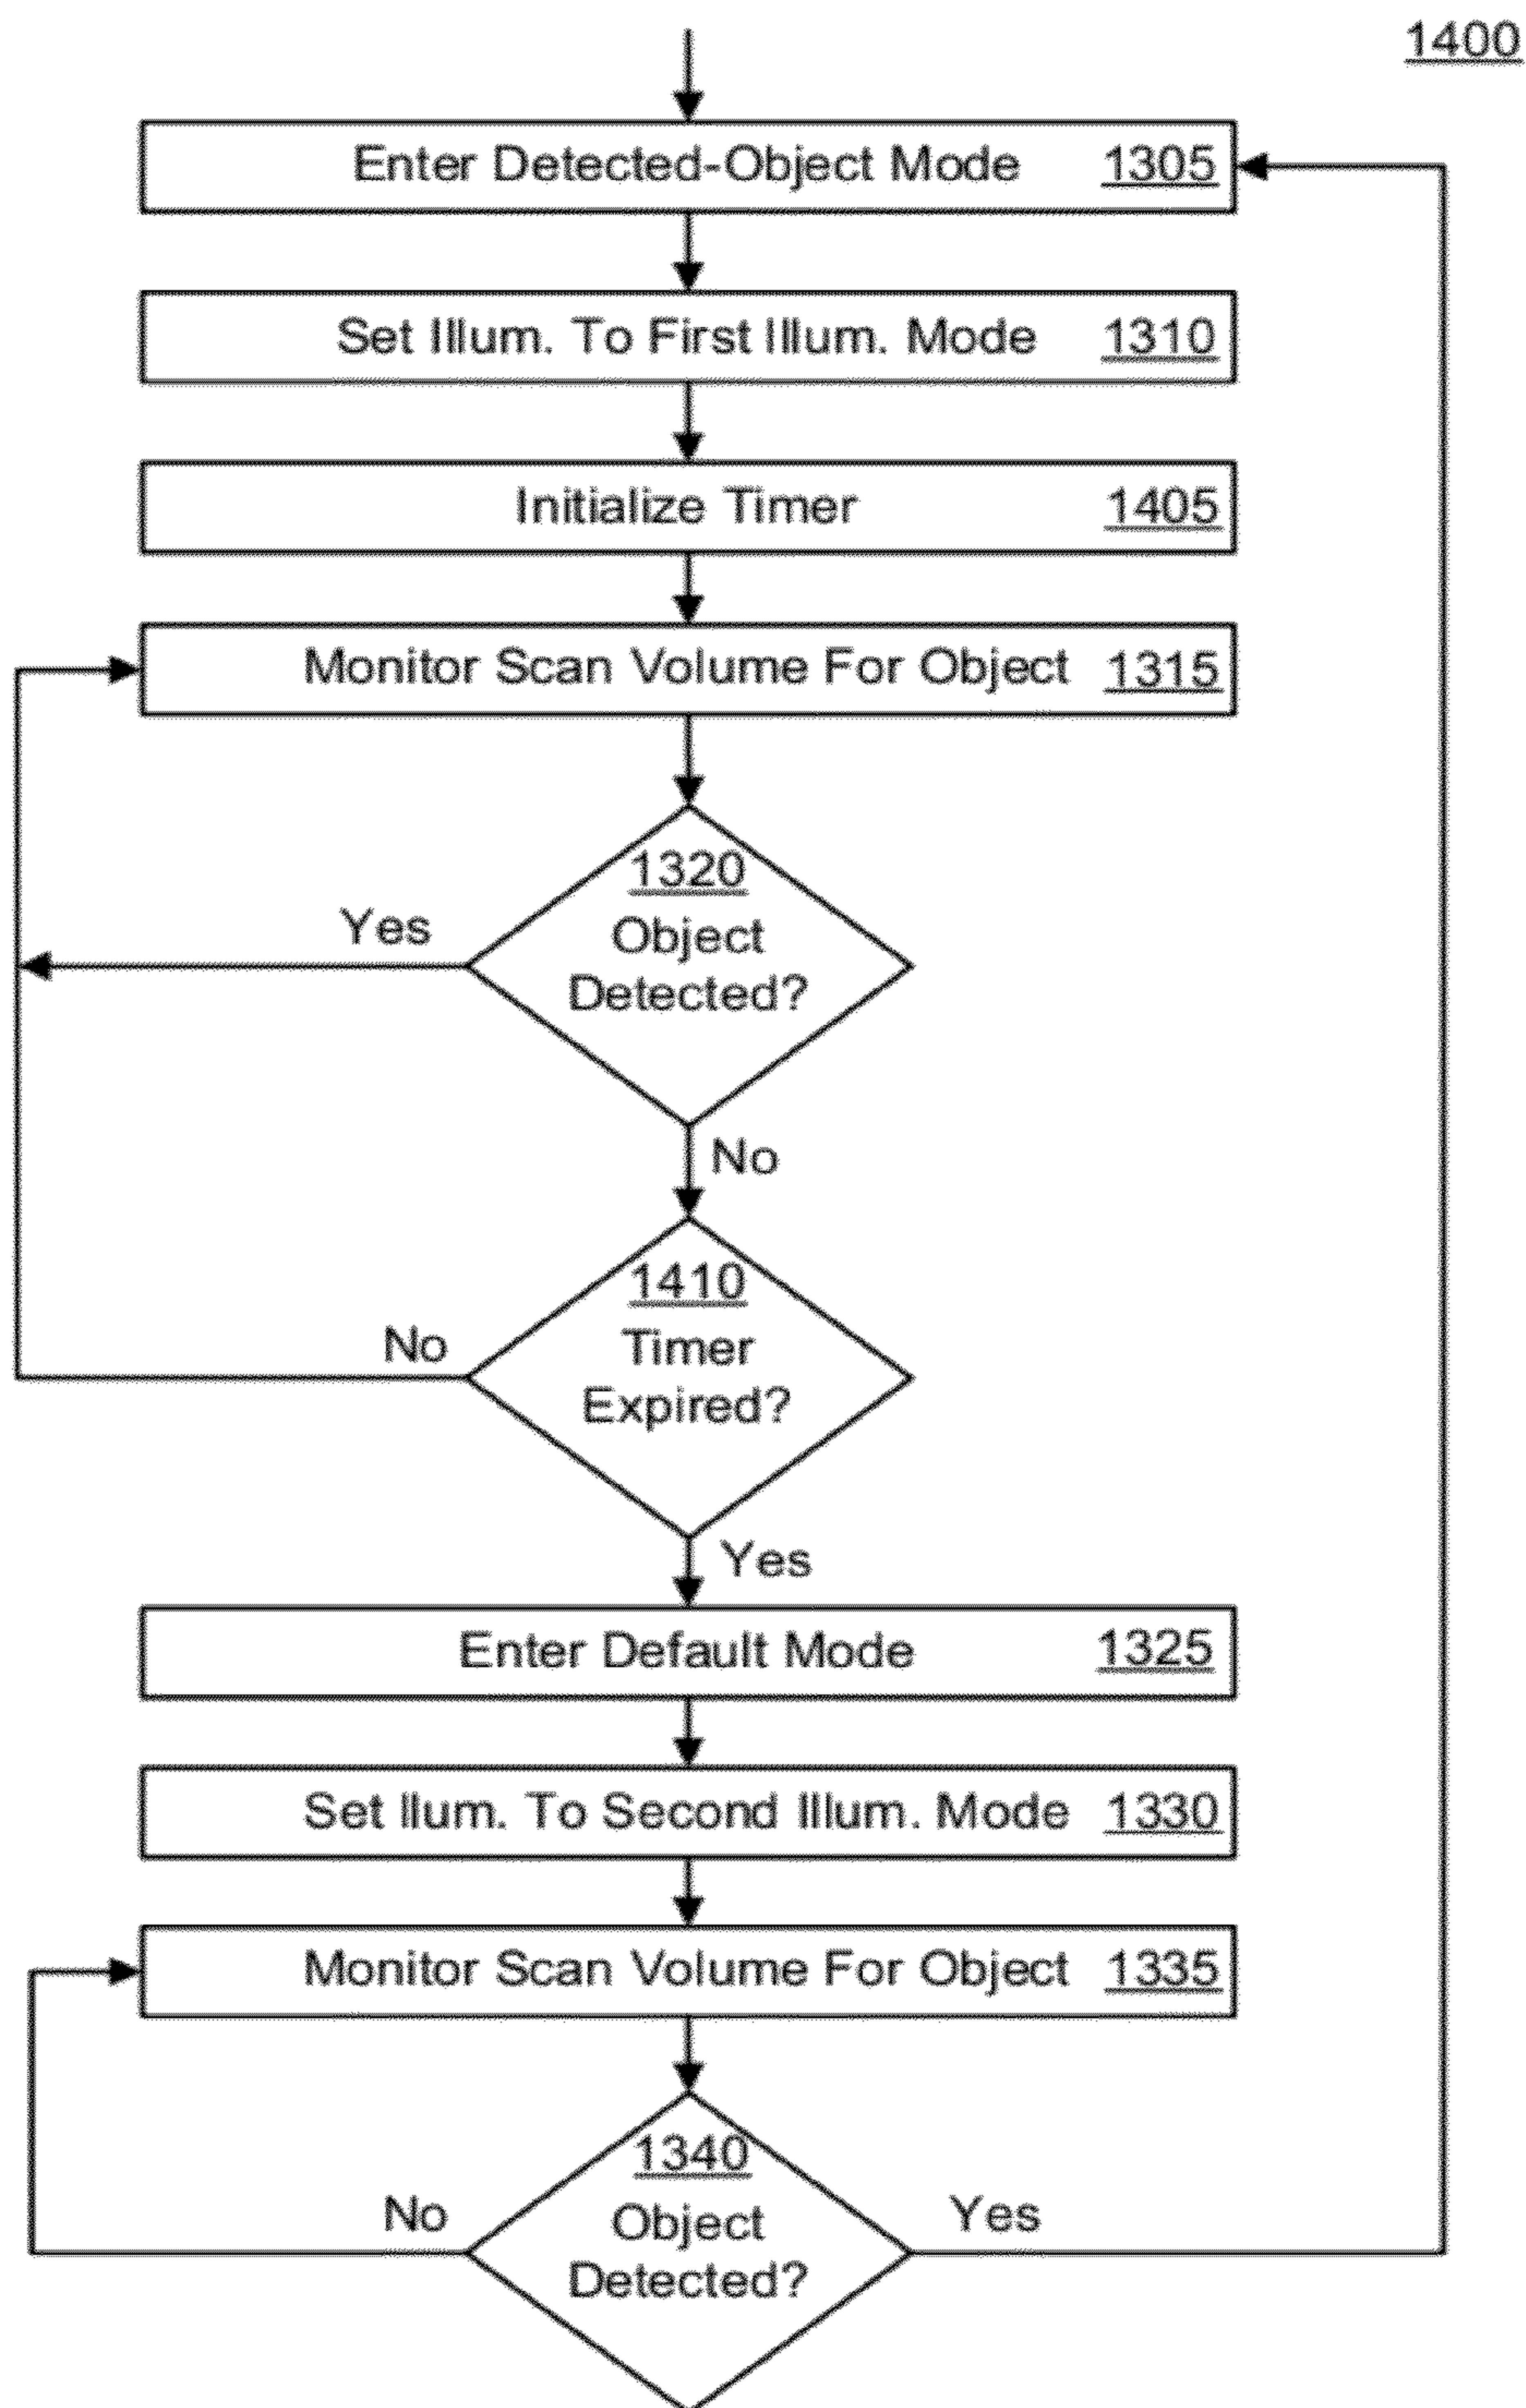 1400
Enter Detected-Object Mode 1305
Set Illum. To First Illum. Mode 1310
Initialize Timer 1405
Monitor Scan Volume For Object 1315
1320
Object
Detected?
Yes
No
1410
Timer
Expired?
No
Yes
Enter Default Mode 1325
Set Ilum. To Second Illum. Mode 1330
Monitor Scan Volume For Object 1335
1340
Object
Detected?
No
Yes